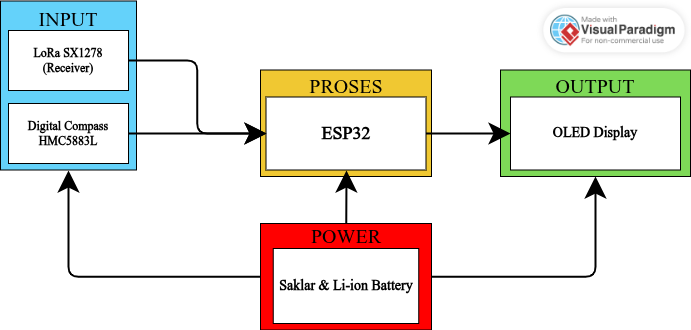 INPUT
LoRa SX1278
(Receiver)
Digital Compass
HMC5883L
PROSES
ESP32
OUTPUT
OLED Display
POWER
Saklar & Li-ion Battery
Made with
Visual Paradigm
For non-commercial use